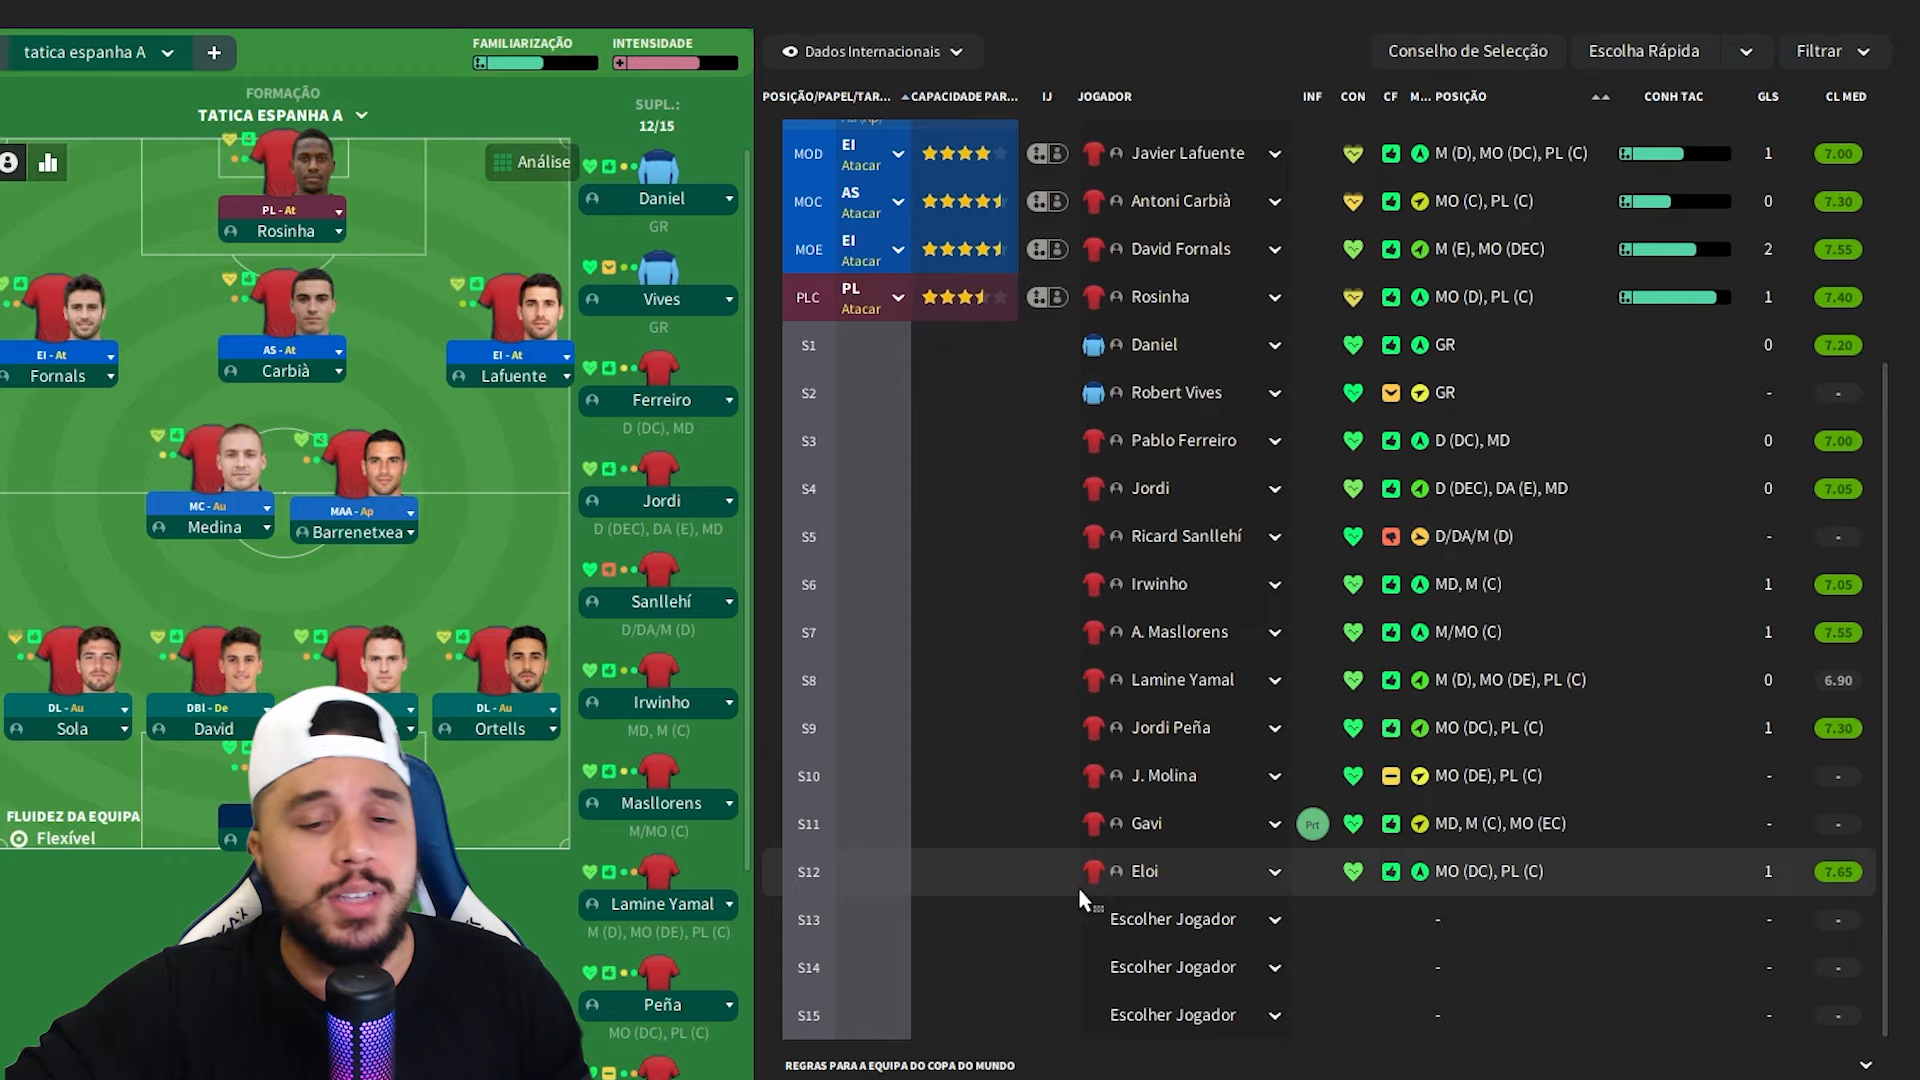 tatica espanha A
+
FAMILIARIZAÇÃO
INTENSIDADE
FORMAÇÃO
TATICA ESPANHA A
SUPL.:
12/15
Análise
PL - At
Rosinha
EI - At
Fornals
AS - At
Carbià
EI - At
Lafuente
MC - Au
Medina
MAA - Ap
Barrenetxea
DL - Au
Sola
DBI - De
David
DL - Au
Ortells
FLUIDEZ DA EQUIPA
Flexível
Daniel
GR
Vives
GR
Ferreiro
D (DC), MD
Jordi
D (DEC), DA (E), MD
Sanllehí
D/DA/M (D)
Irwinho
MD, M (C)
Masllorens
M/MO (C)
Lamine Yamal
M (D), MO (DE), PL (C)
Peña
MO (DC), PL (C)
Dados Internacionais
Conselho de Selecção
Escolha Rápida
Filtrar
POSIÇÃO/PAPEL/TAR... CAPACIDADE PAR... IJ JOGADOR INF CON CF M... POSIÇÃO CONH TAC GLS CL MED
MOD EI Atacar Javier Lafuente M (D), MO (DC), PL (C) 1 7.00
MOC AS Atacar Antoni Carbià MO (C), PL (C) 0 7.30
MOE EI Atacar David Fornals M (E), MO (DEC) 2 7.55
PLC PL Atacar Rosinha MO (D), PL (C) 1 7.40
S1 Daniel GR 0 7.20
S2 Robert Vives GR - -
S3 Pablo Ferreiro D (DC), MD 0 7.00
S4 Jordi D (DEC), DA (E), MD 0 7.05
S5 Ricard Sanllehí D/DA/M (D) - -
S6 Irwinho MD, M (C) 1 7.05
S7 A. Masllorens M/MO (C) 1 7.55
S8 Lamine Yamal M (D), MO (DE), PL (C) 0 6.90
S9 Jordi Peña MO (DC), PL (C) 1 7.30
S10 J. Molina MO (DE), PL (C) - -
S11 Gavi Prt MD, M (C), MO (EC) - -
S12 Eloi MO (DC), PL (C) 1 7.65
S13 Escolher Jogador - - -
S14 Escolher Jogador - - -
S15 Escolher Jogador - - -
REGRAS PARA A EQUIPA DO COPA DO MUNDO